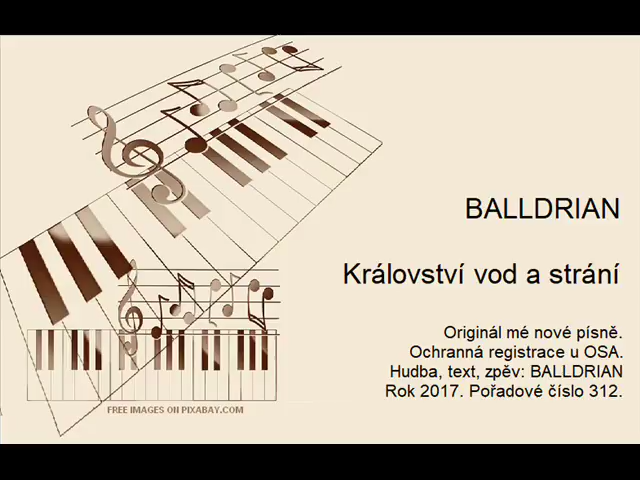 BALLDRIAN
Království vod a strání
Originál mé nové písně.
Ochranná registrace u OSA.
Hudba, text, zpěv: BALLDRIAN
Rok 2017. Pořadové číslo 312.
FREE IMAGES ON PIXABAY.COM